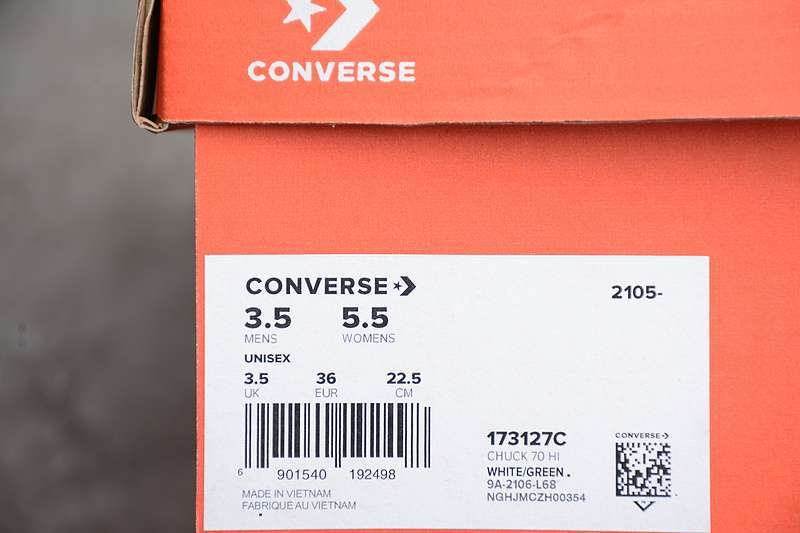 CONVERSE
CONVERSE
2105-
3.5 5.5
MENS WOMENS
UNISEX
3.5 36 22.5
UK EUR CM
6 901540 192498
MADE IN VIETNAM
FABRIQUE AU VIETNAM
173127C
CHUCK 70 HI
WHITE/GREEN .
9A-2106-L68
NGHJMCZH00354
CONVERSE